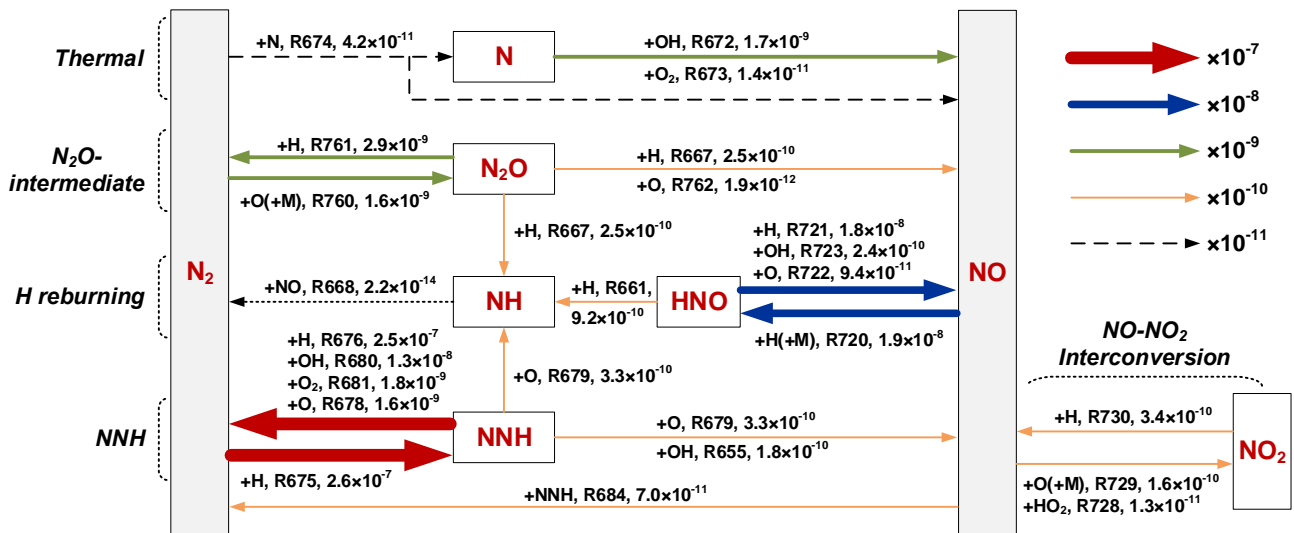 Thermal
+N, R674, 4.2×10⁻¹¹
N
+OH, R672, 1.7×10⁻⁹
+O₂, R673, 1.4×10⁻¹¹
×10⁻⁷
×10⁻⁸
×10⁻⁹
×10⁻¹⁰
×10⁻¹¹
N₂O-
intermediate
+H, R761, 2.9×10⁻⁹
+O(+M), R760, 1.6×10⁻⁹
N₂O
+H, R667, 2.5×10⁻¹⁰
+O, R762, 1.9×10⁻¹²
+H, R667, 2.5×10⁻¹⁰
N₂
NO
H reburning
+NO, R668, 2.2×10⁻¹⁴
NH
+H, R661,
9.2×10⁻¹⁰
HNO
+H, R721, 1.8×10⁻⁸
+OH, R723, 2.4×10⁻¹⁰
+O, R722, 9.4×10⁻¹¹
+H(+M), R720, 1.9×10⁻⁸
NNH
+H, R676, 2.5×10⁻⁷
+OH, R680, 1.3×10⁻⁸
+O₂, R681, 1.8×10⁻⁹
+O, R678, 1.6×10⁻⁹
+H, R675, 2.6×10⁻⁷
+O, R679, 3.3×10⁻¹⁰
NNH
+O, R679, 3.3×10⁻¹⁰
+OH, R655, 1.8×10⁻¹⁰
+NNH, R684, 7.0×10⁻¹¹
NO-NO₂
Interconversion
+H, R730, 3.4×10⁻¹⁰
NO₂
+O(+M), R729, 1.6×10⁻¹⁰
+HO₂, R728, 1.3×10⁻¹¹